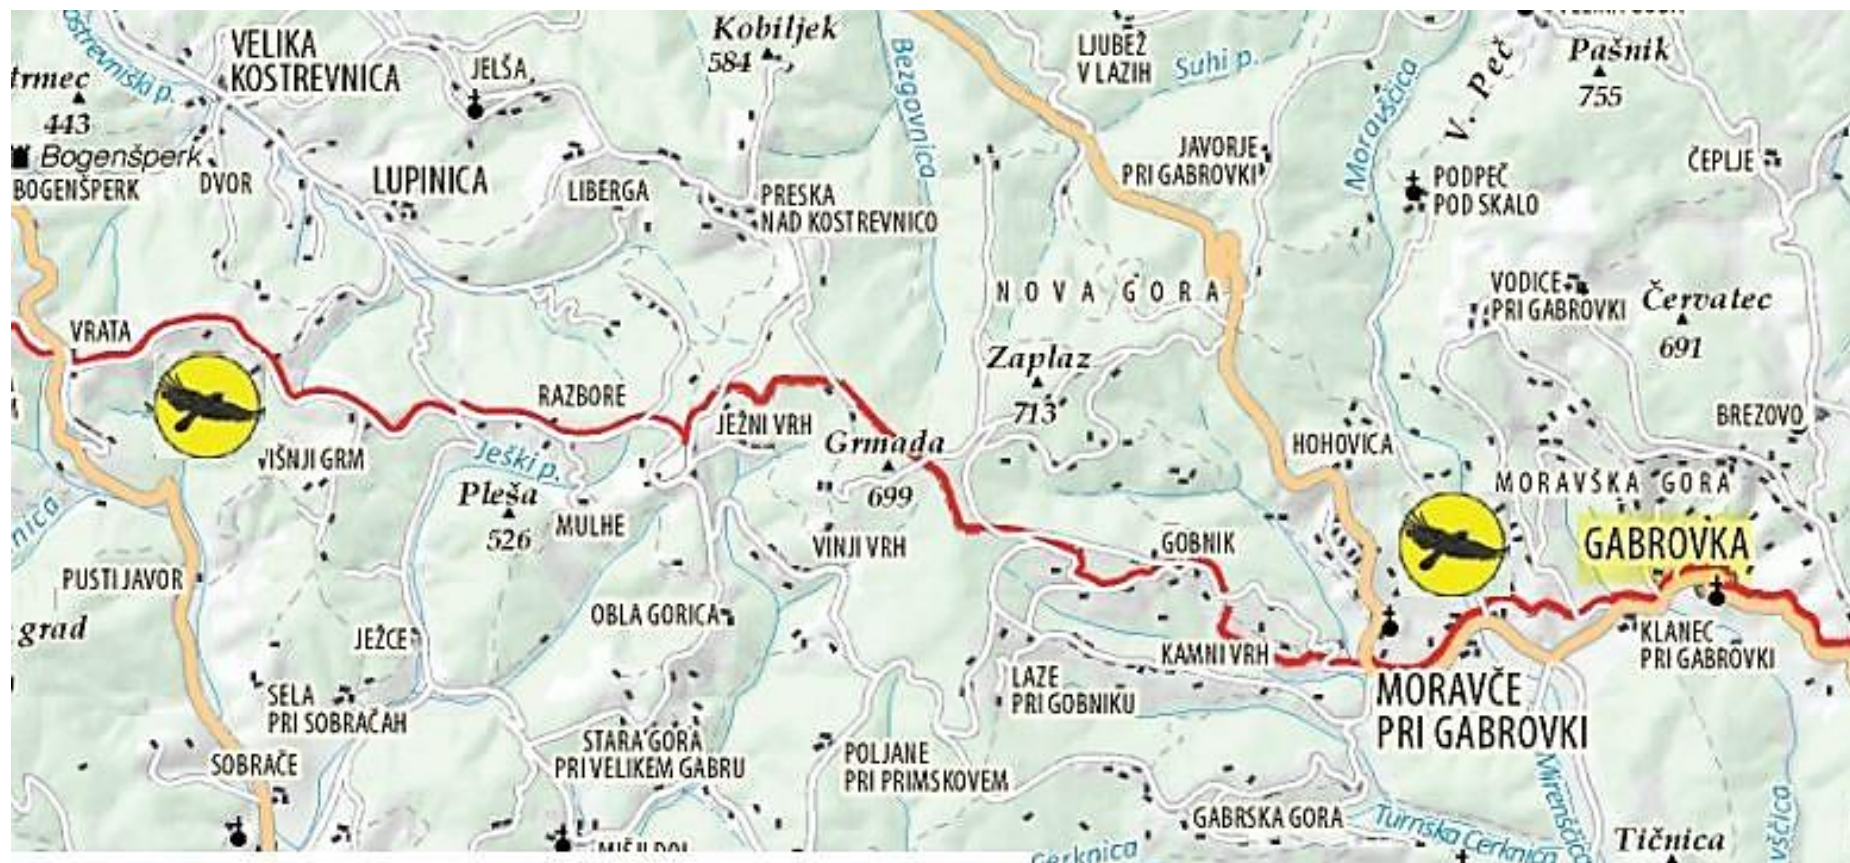 Kobiljek
584
VELIKA
KOSTREVNICA
JELŠA
LJUBEŽ
V LAZIH
Suhi p.
Pašnik
755
V. Peč
Moravščica
Bezgovnica
443
Bogenšperk
BOGENŠPERK
DVOR
LUPINICA
LIBERGA
PRESKA
NAD KOSTREVNICO
JAVORJE
PRI GABROVKI
PODPEČ
POD SKALO
ČEPLJE
NOVA GORA
VODICE
PRI GABROVKI
Červatec
691
VRATA
Zaplaz
713
RAZBORE
JEŽNI VRH
Grmada
699
HOHOVICA
BREZOVO
VIŠNJI GRM
Ješki p.
Pleša
526
MULHE
VINJI VRH
MORAVŠKA GORA
GABROVKA
GOBNIK
PUSTI JAVOR
OBLA GORICA
grad
JEŽCE
KAMNI VRH
KLANEC
PRI GABROVKI
LAZE
PRI GOBNIKU
MORAVČE
PRI GABROVKI
SELA
PRI SOBRAČAH
SOBRAČE
STARA GORA
PRI VELIKEM GABRU
POLJANE
PRI PRIMSKOVEM
GABRSKA GORA
Turnska Cerknica
Mirenščica
Tičnica
Cerknica